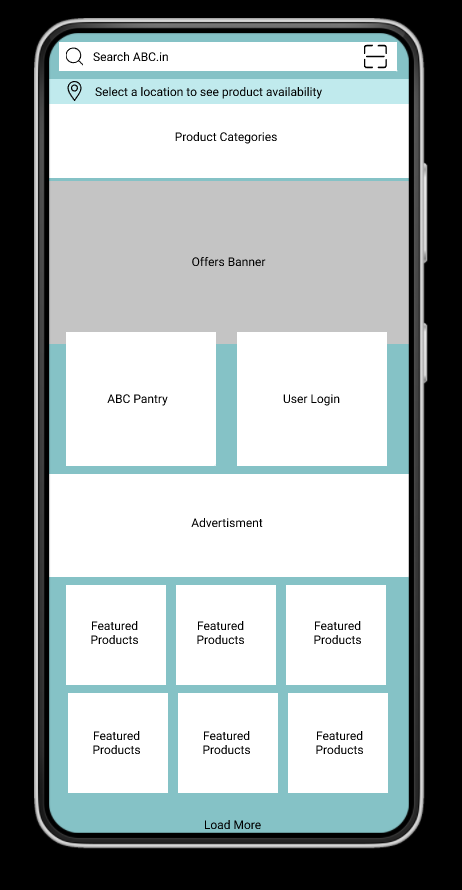 Search ABC.in
Select a location to see product availability
Product Categories
Offers Banner
ABC Pantry
User Login
Advertisment
Featured
Products
Featured
Products
Featured
Products
Featured
Products
Featured
Products
Featured
Products
Load More